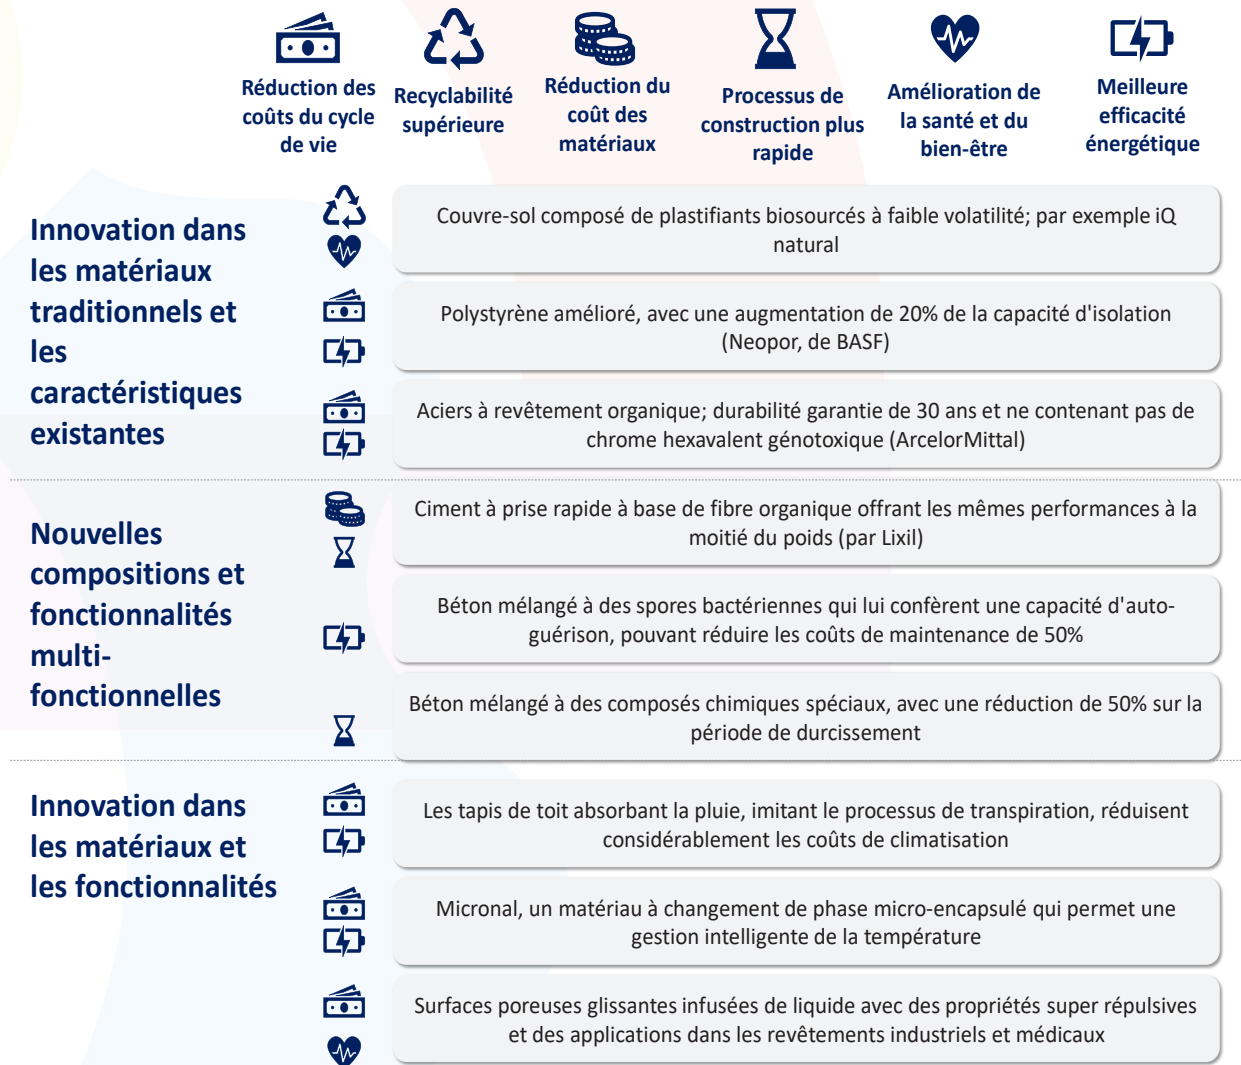 Réduction des
coûts du cycle
de vie
Recyclabilité
supérieure
Réduction du
coût des
matériaux
Processus de
construction plus
rapide
Amélioration de
la santé et du
bien-être
Meilleure
efficacité
énergétique
Innovation dans
les matériaux
traditionnels et
les
caractéristiques
existantes
Couvre-sol composé de plastifiants biosourcés à faible volatilité; par exemple iQ
natural
Polystyrène amélioré, avec une augmentation de 20% de la capacité d'isolation
(Neopor, de BASF)
Aciers à revêtement organique; durabilité garantie de 30 ans et ne contenant pas de
chrome hexavalent génotoxique (ArcelorMittal)
Nouvelles
compositions et
fonctionnalités
multi-
fonctionnelles
Ciment à prise rapide à base de fibre organique offrant les mêmes performances à la
moitié du poids (par Lixil)
Béton mélangé à des spores bactériennes qui lui confèrent une capacité d'auto-
guérison, pouvant réduire les coûts de maintenance de 50%
Béton mélangé à des composés chimiques spéciaux, avec une réduction de 50% sur la
période de durcissement
Innovation dans
les matériaux et
les fonctionnalités
Les tapis de toit absorbant la pluie, imitant le processus de transpiration, réduisent
considérablement les coûts de climatisation
Micronal, un matériau à changement de phase micro-encapsulé qui permet une
gestion intelligente de la température
Surfaces poreuses glissantes infusées de liquide avec des propriétés super répulsives
et des applications dans les revêtements industriels et médicaux